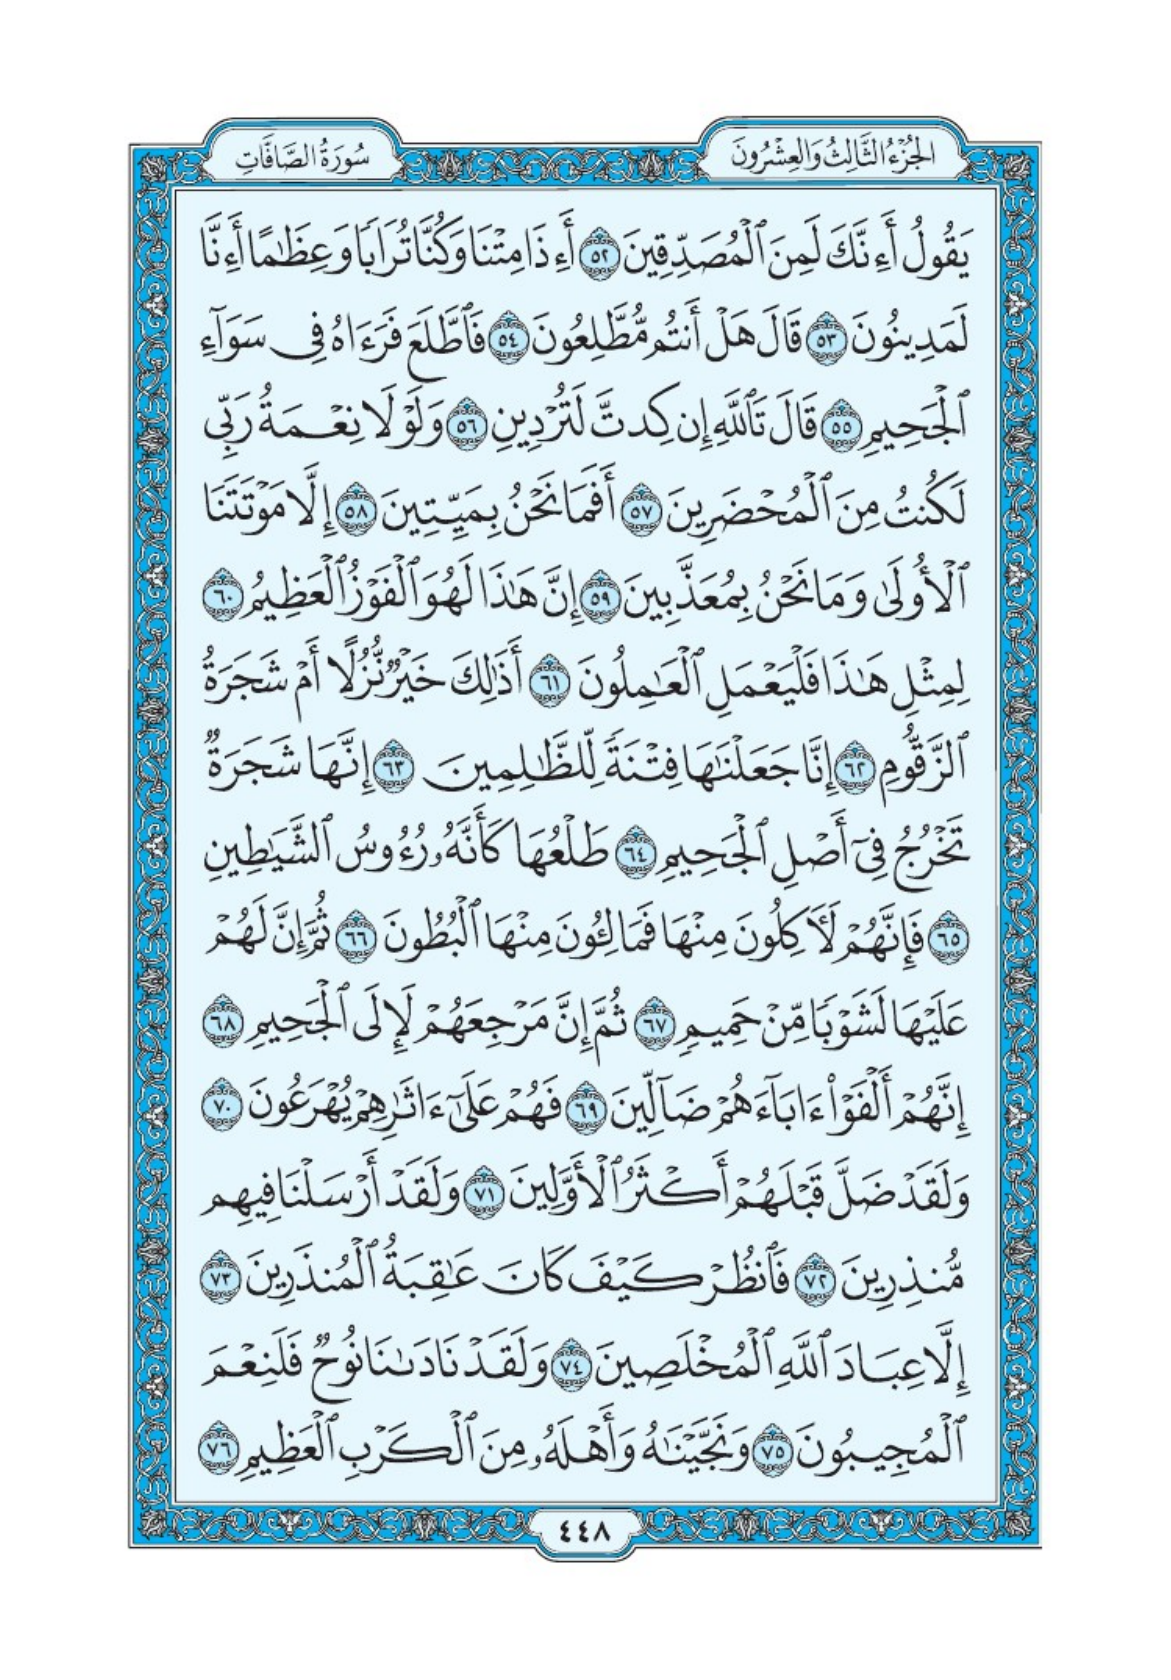 الجُزْءُ الثَّالِثُ وَالعِشْرُونَ
سُورَةُ الصَّافَّاتِ
يَقُولُ أَءِنَّكَ لَمِنَ ٱلْمُصَدِّقِينَ ٥٢ أَءِذَا مِتْنَا وَكُنَّا تُرَابًا وَعِظَٰمًا أَءِنَّا
لَمَدِينُونَ ٥٣ قَالَ هَلْ أَنتُم مُّطَّلِعُونَ ٥٤ فَٱطَّلَعَ فَرَءَاهُ فِى سَوَآءِ
ٱلْجَحِيمِ ٥٥ قَالَ تَٱللَّهِ إِن كِدتَّ لَتُرْدِينِ ٥٦ وَلَوْلَا نِعْمَةُ رَبِّى
لَكُنتُ مِنَ ٱلْمُحْضَرِينَ ٥٧ أَفَمَا نَحْنُ بِمَيِّتِينَ ٥٨ إِلَّا مَوْتَتَنَا
ٱلْأُولَىٰ وَمَا نَحْنُ بِمُعَذَّبِينَ ٥٩ إِنَّ هَٰذَا لَهُوَ ٱلْفَوْزُ ٱلْعَظِيمُ ٦٠
لِمِثْلِ هَٰذَا فَلْيَعْمَلِ ٱلْعَٰمِلُونَ ٦١ أَذَٰلِكَ خَيْرٌ نُّزُلًا أَمْ شَجَرَةُ
ٱلزَّقُّومِ ٦٢ إِنَّا جَعَلْنَٰهَا فِتْنَةً لِّلظَّٰلِمِينَ ٦٣ إِنَّهَا شَجَرَةٌ
تَخْرُجُ فِىٓ أَصْلِ ٱلْجَحِيمِ ٦٤ طَلْعُهَا كَأَنَّهُۥ رُءُوسُ ٱلشَّيَٰطِينِ
٦٥ فَإِنَّهُمْ لَءَاكِلُونَ مِنْهَا فَمَالِـُٔونَ مِنْهَا ٱلْبُطُونَ ٦٦ ثُمَّ إِنَّ لَهُمْ
عَلَيْهَا لَشَوْبًا مِّنْ حَمِيمٍ ٦٧ ثُمَّ إِنَّ مَرْجِعَهُمْ لَإِلَى ٱلْجَحِيمِ ٦٨
إِنَّهُمْ أَلْفَوْا۟ ءَابَآءَهُمْ ضَآلِّينَ ٦٩ فَهُمْ عَلَىٰٓ ءَاثَٰرِهِمْ يُهْرَعُونَ ٧٠
وَلَقَدْ ضَلَّ قَبْلَهُمْ أَكْثَرُ ٱلْأَوَّلِينَ ٧١ وَلَقَدْ أَرْسَلْنَا فِيهِم
مُّنذِرِينَ ٧٢ فَٱنظُرْ كَيْفَ كَانَ عَٰقِبَةُ ٱلْمُنذَرِينَ ٧٣
إِلَّا عِبَادَ ٱللَّهِ ٱلْمُخْلَصِينَ ٧٤ وَلَقَدْ نَادَىٰنَا نُوحٌ فَلَنِعْمَ
ٱلْمُجِيبُونَ ٧٥ وَنَجَّيْنَٰهُ وَأَهْلَهُۥ مِنَ ٱلْكَرْبِ ٱلْعَظِيمِ ٧٦
٤٤٨